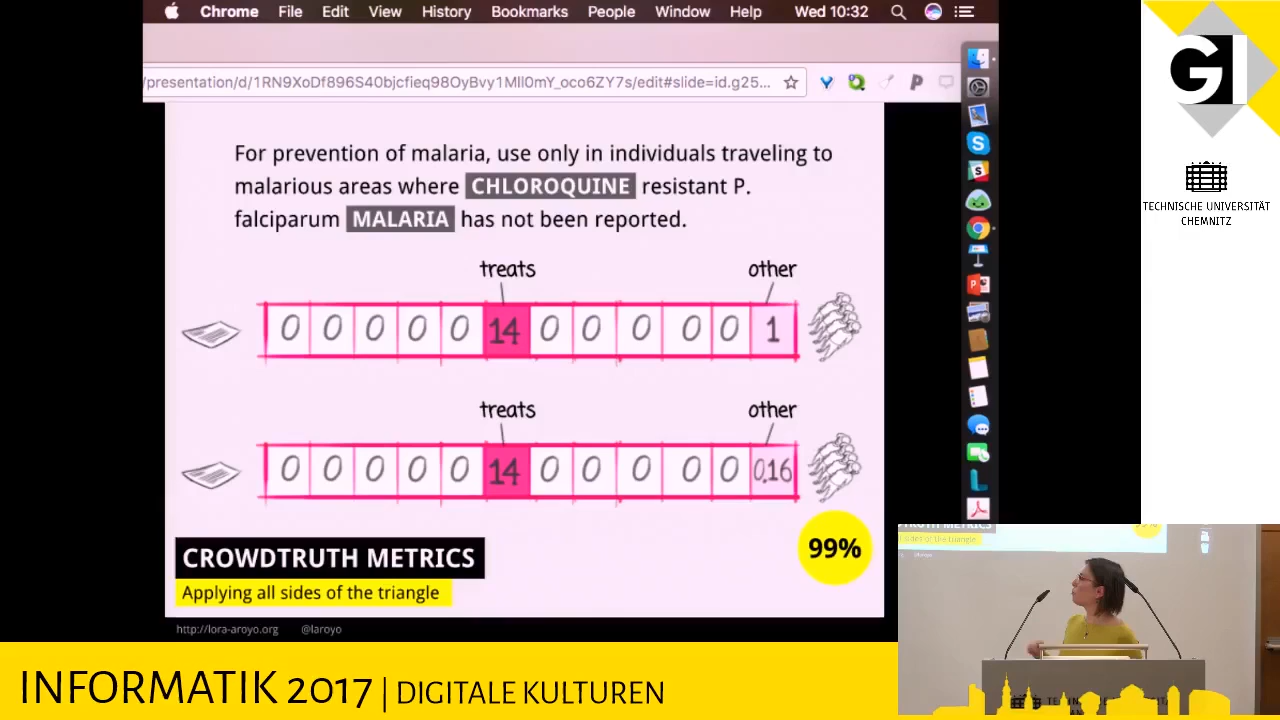 Chrome File Edit View History Bookmarks People Window Help Wed 10:32
/presentation/d/1RN9XoDf896S40bjcfieq98OyBvy1MlI0mY_oco6ZY7s/edit#slide=id.g25...
For prevention of malaria, use only in individuals traveling to
malarious areas where CHLOROQUINE resistant P.
falciparum MALARIA has not been reported.
treats other
0 0 0 0 0 14 0 0 0 0 0 1
treats other
0 0 0 0 0 14 0 0 0 0 0 0.16
99%
CROWDTRUTH METRICS
Applying all sides of the triangle
http://lora-aroyo.org @laroyo
GI
TECHNISCHE UNIVERSITÄT
CHEMNITZ
INFORMATIK 2017 | DIGITALE KULTUREN